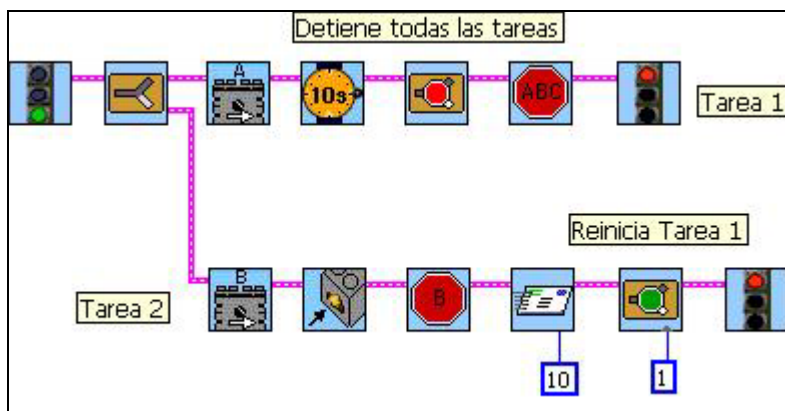 Detiene todas las tareas
A
10s
ABC
Tarea 1
Reinicia Tarea 1
B
B
Tarea 2
10
1